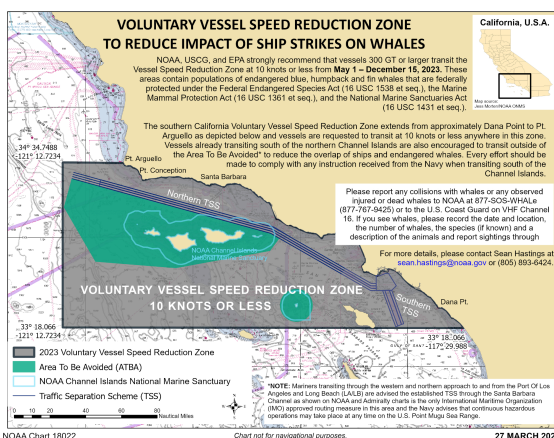 VOLUNTARY VESSEL SPEED REDUCTION ZONE
TO REDUCE IMPACT OF SHIP STRIKES ON WHALES
California, U.S.A.
Map source:
Jess Morten/NOAA ONMS
NOAA, USCG, and EPA strongly recommend that vessels 300 GT or larger transit the
Vessel Speed Reduction Zone at 10 knots or less from May 1 – December 15, 2023. These
areas contain populations of endangered blue, humpback and fin whales that are federally
protected under the Federal Endangered Species Act (16 USC 1538 et seq.), the Marine
Mammal Protection Act (16 USC 1361 et seq.), and the National Marine Sanctuaries Act
(16 USC 1431 et seq.).
The southern California Voluntary Vessel Speed Reduction Zone extends from approximately Dana Point to Pt.
Arguello as depicted below and vessels are requested to transit at 10 knots or less anywhere in this zone.
Vessels already transiting south of the northern Channel Islands are also encouraged to transit outside of
the Area To Be Avoided* to reduce the overlap of ships and endangered whales. Every effort should be
made to comply with any instruction received from the Navy when transiting south of the
Channel Islands.
34° 34.7488
-121° 12.7234
Pt. Arguello
Pt. Conception
Santa Barbara
Northern TSS
Please report any collisions with whales or any observed
injured or dead whales to NOAA at 877-SOS-WHALe
(877-767-9425) or to the U.S. Coast Guard on VHF Channel
16. If you see whales, please record the date and location,
the number of whales, the species (if known) and a
description of the animals and report sightings through
For more details, please contact Sean Hastings at
sean.hastings@noaa.gov or (805) 893-6424.
NOAA Channel Islands
National Marine Sanctuary
VOLUNTARY VESSEL SPEED REDUCTION ZONE
10 KNOTS OR LESS
Southern
TSS
Dana Pt.
33° 18.066
-121° 12.7234
33° 18.066
-117° 29.988
2023 Voluntary Vessel Speed Reduction Zone
Area To Be Avoided (ATBA)
NOAA Channel Islands National Marine Sanctuary
Traffic Separation Scheme (TSS)
0 10 20 40 60 80
Nautical Miles
*NOTE: Mariners transiting through the western and northern approach to and from the Port Of Los
Angeles and Long Beach (LA/LB) are advised the established TSS through the Santa Barbara
Channel as shown on NOAA and Admiralty charts is the only International Maritime Organization
(IMO) approved routing measure in this area and the Navy advises that continuous hazardous
operations may take place at any time on the U.S. Point Mugu Sea Range.
NOAA Chart 18022
Chart not for navigational purposes.
27 MARCH 202